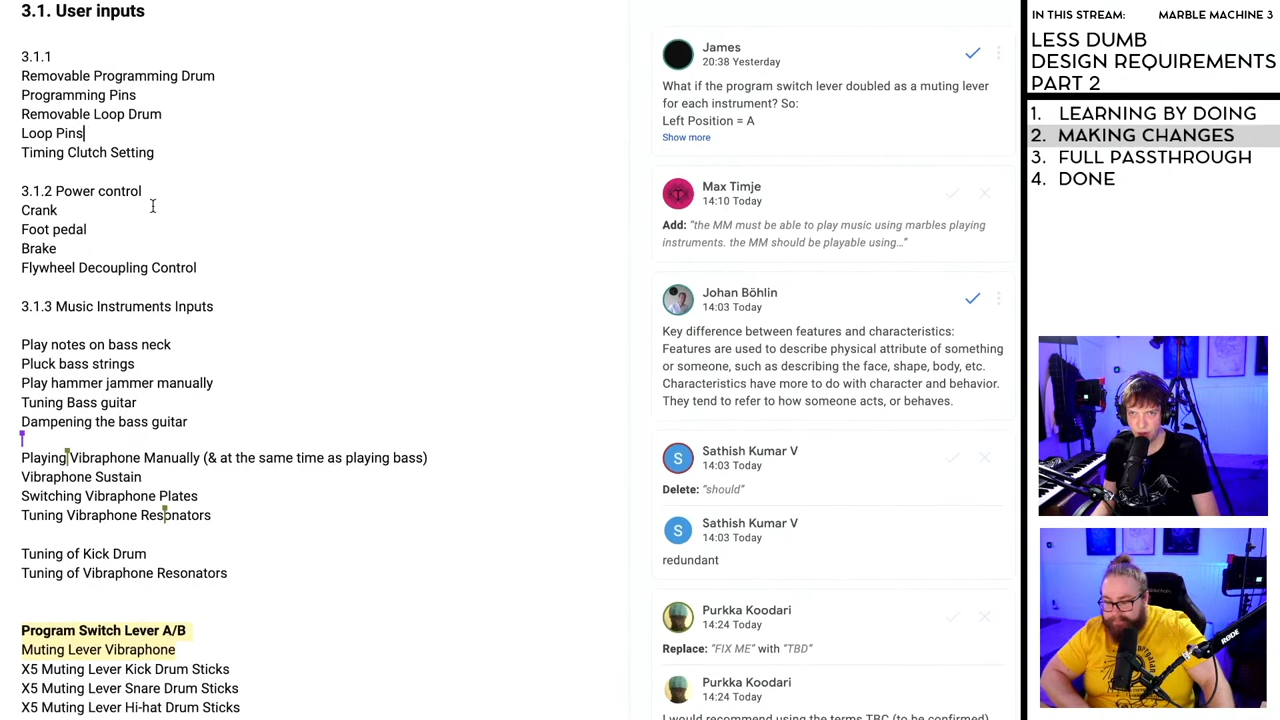 3.1. User inputs
3.1.1
Removable Programming Drum
Programming Pins
Removable Loop Drum
Loop Pins
Timing Clutch Setting
3.1.2 Power control
Crank
Foot pedal
Brake
Flywheel Decoupling Control
3.1.3 Music Instruments Inputs
Play notes on bass neck
Pluck bass strings
Play hammer jammer manually
Tuning Bass guitar
Dampening the bass guitar
Playing Vibraphone Manually (& at the same time as playing bass)
Vibraphone Sustain
Switching Vibraphone Plates
Tuning Vibraphone Resonators
Tuning of Kick Drum
Tuning of Vibraphone Resonators
Program Switch Lever A/B
Muting Lever Vibraphone
X5 Muting Lever Kick Drum Sticks
X5 Muting Lever Snare Drum Sticks
X5 Muting Lever Hi-hat Drum Sticks
James
20:38 Yesterday
What if the program switch lever doubled as a muting lever
for each instrument? So:
Left Position = A
Show more
Max Timje
14:10 Today
Add: "the MM must be able to play music using marbles playing
instruments. the MM should be playable using…"
Johan Böhlin
14:03 Today
Key difference between features and characteristics:
Features are used to describe physical attribute of something
or someone, such as describing the face, shape, body, etc.
Characteristics have more to do with character and behavior.
They tend to refer to how someone acts, or behaves.
S
Sathish Kumar V
14:03 Today
Delete: "should"
S
Sathish Kumar V
14:03 Today
redundant
Purkka Koodari
14:24 Today
Replace: "FIX ME" with "TBD"
Purkka Koodari
14:24 Today
I would recommend using the terms TBC (to be confirmed)
IN THIS STREAM: MARBLE MACHINE 3
LESS DUMB
DESIGN REQUIREMENTS
PART 2
1. LEARNING BY DOING
2. MAKING CHANGES
3. FULL PASSTHROUGH
4. DONE
RØDE